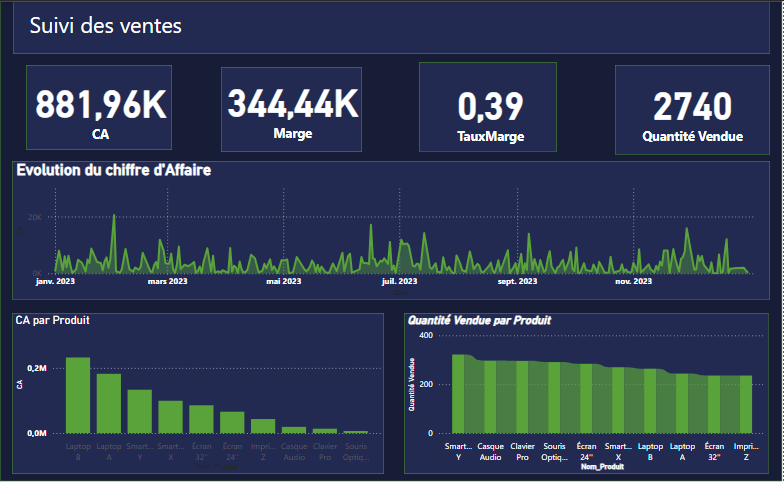 Suivi des ventes
881,96K
CA
344,44K
Marge
0,39
TauxMarge
2740
Quantité Vendue
Evolution du chiffre d'Affaire
20K
0K
janv. 2023 mars 2023 mai 2023 juil. 2023 sept. 2023 nov. 2023
CA par Produit
CA
0,2M
0,0M
Laptop B
Laptop A
Smart... Y
Smart... X
Écran 32"
Écran 24"
Impri... Z
Casque Audio
Clavier Pro
Souris Optiq...
Quantité Vendue par Produit
Quantité Vendue
400
200
0
Smart... Y
Casque Audio
Clavier Pro
Souris Optiq...
Écran 24"
Smart... X
Laptop B
Laptop A
Écran 32"
Impri... Z
Nom_Produit